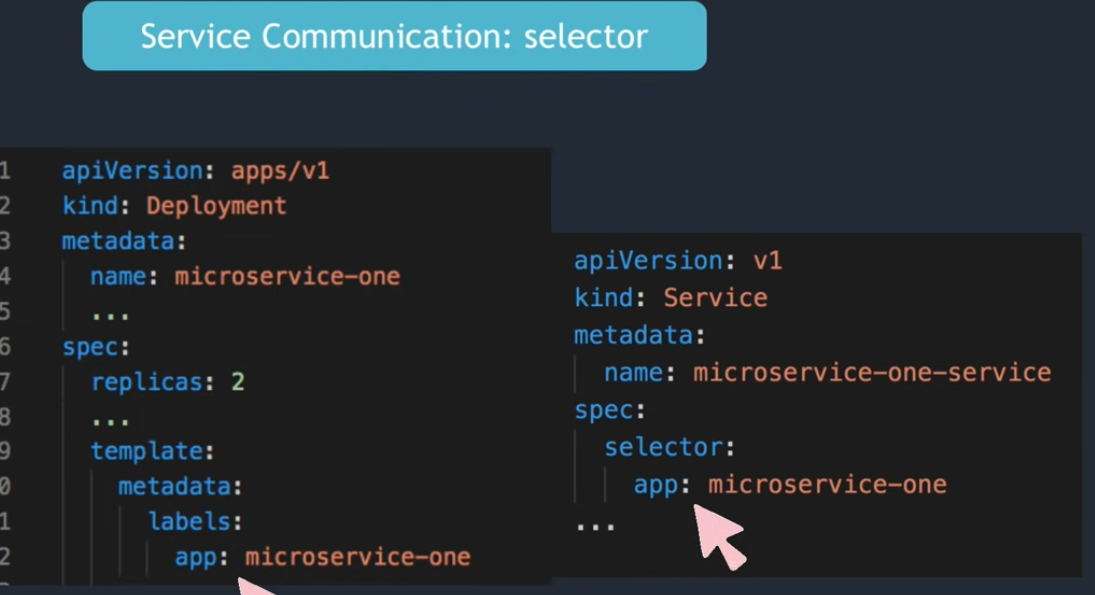 Service Communication: selector
1 apiVersion: apps/v1
2 kind: Deployment
3 metadata:
4 name: microservice-one
5 ...
6 spec:
7 replicas: 2
8 ...
9 template:
0 metadata:
1 labels:
2 app: microservice-one
apiVersion: v1
kind: Service
metadata:
name: microservice-one-service
spec:
selector:
app: microservice-one
...